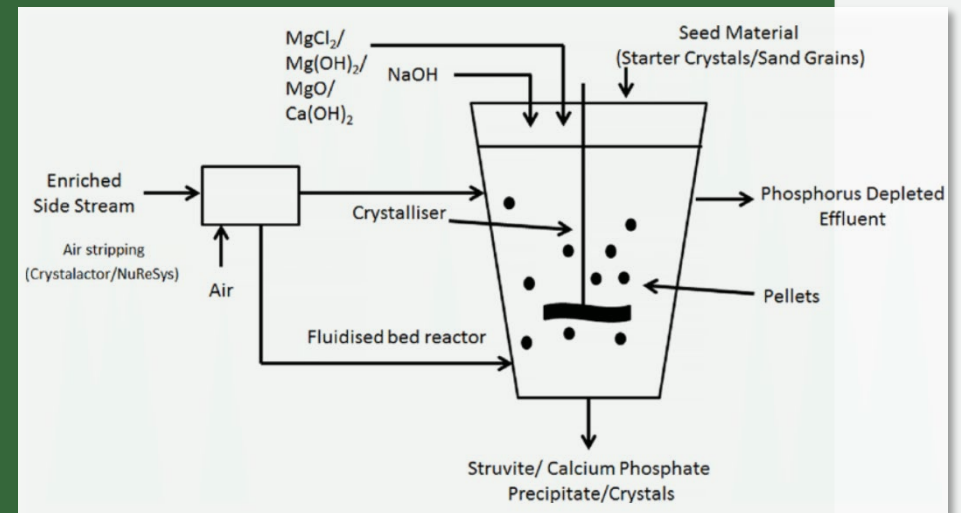 MgCl₂/
Mg(OH)₂/
MgO/
Ca(OH)₂
NaOH
Seed Material
(Starter Crystals/Sand Grains)
Enriched
Side Stream
Air stripping
(Crystalactor/NuReSys)
Air
Crystalliser
Phosphorus Depleted
Effluent
Pellets
Fluidised bed reactor
Struvite/ Calcium Phosphate
Precipitate/Crystals